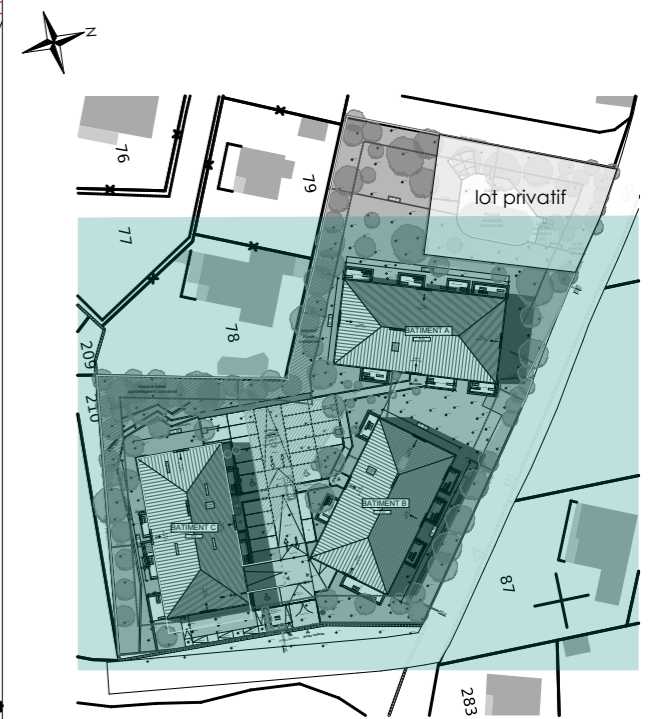 N
76
79
lot privatif
77
78
BATIMENT A
209
210
BATIMENT B
BATIMENT C
87
283